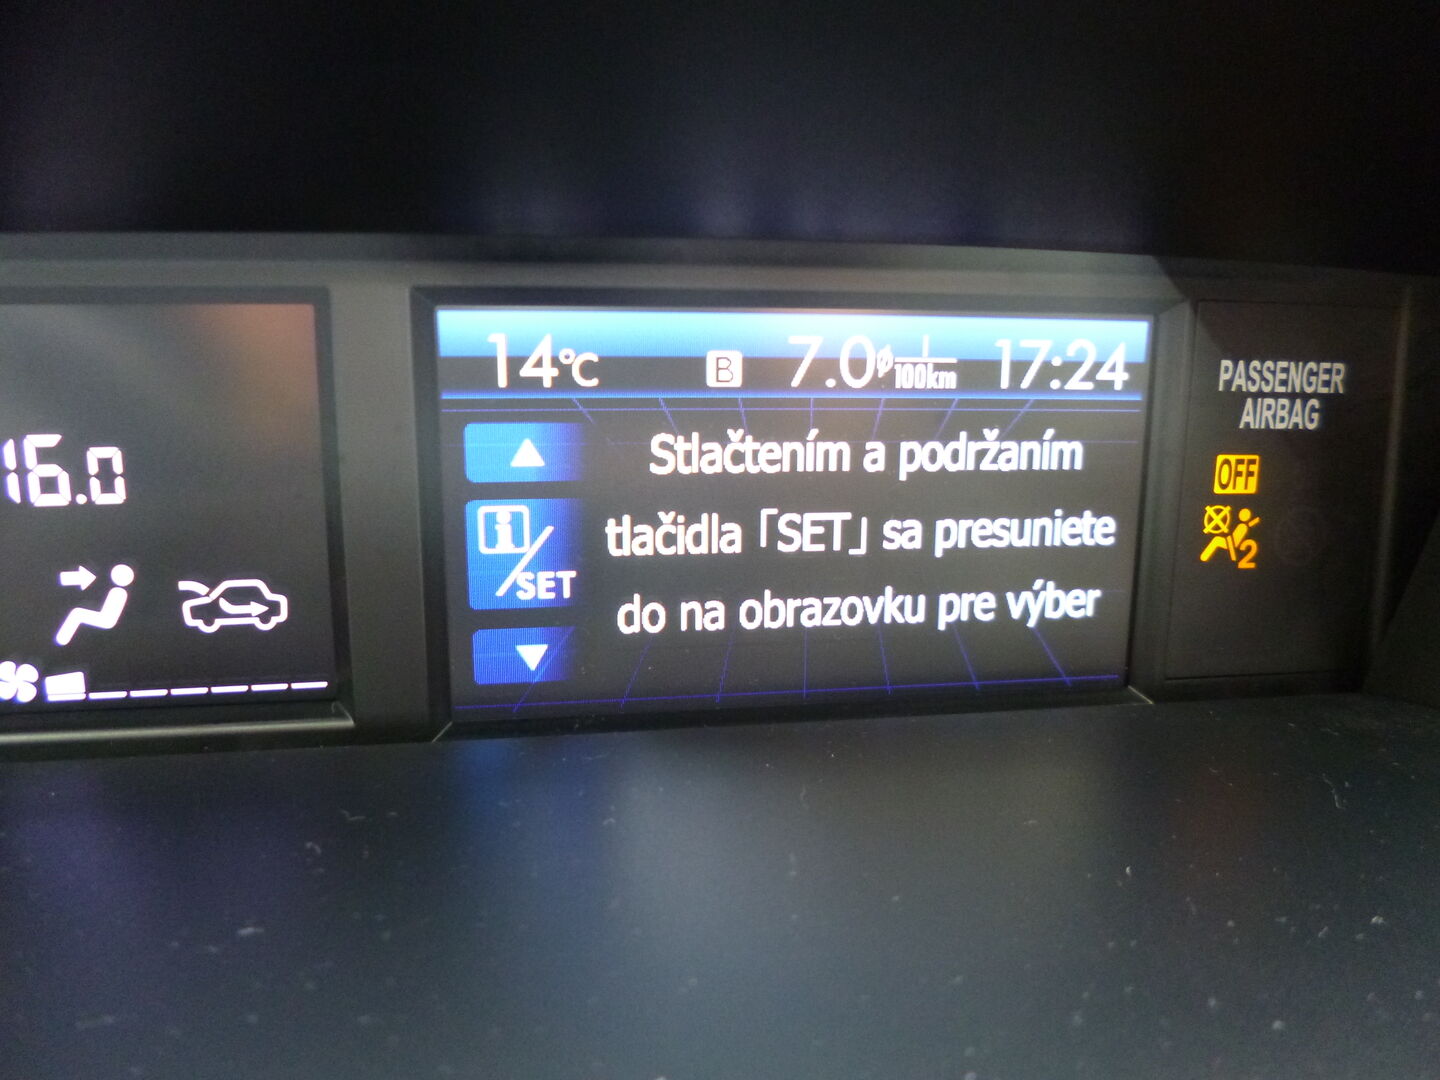 16.0
14°C B 7.0 ø l/100km 17:24
Stlačtením a podržaním
tlačidla「SET」sa presuniete
do na obrazovku pre výber
i/SET
PASSENGER
AIRBAG
OFF
2